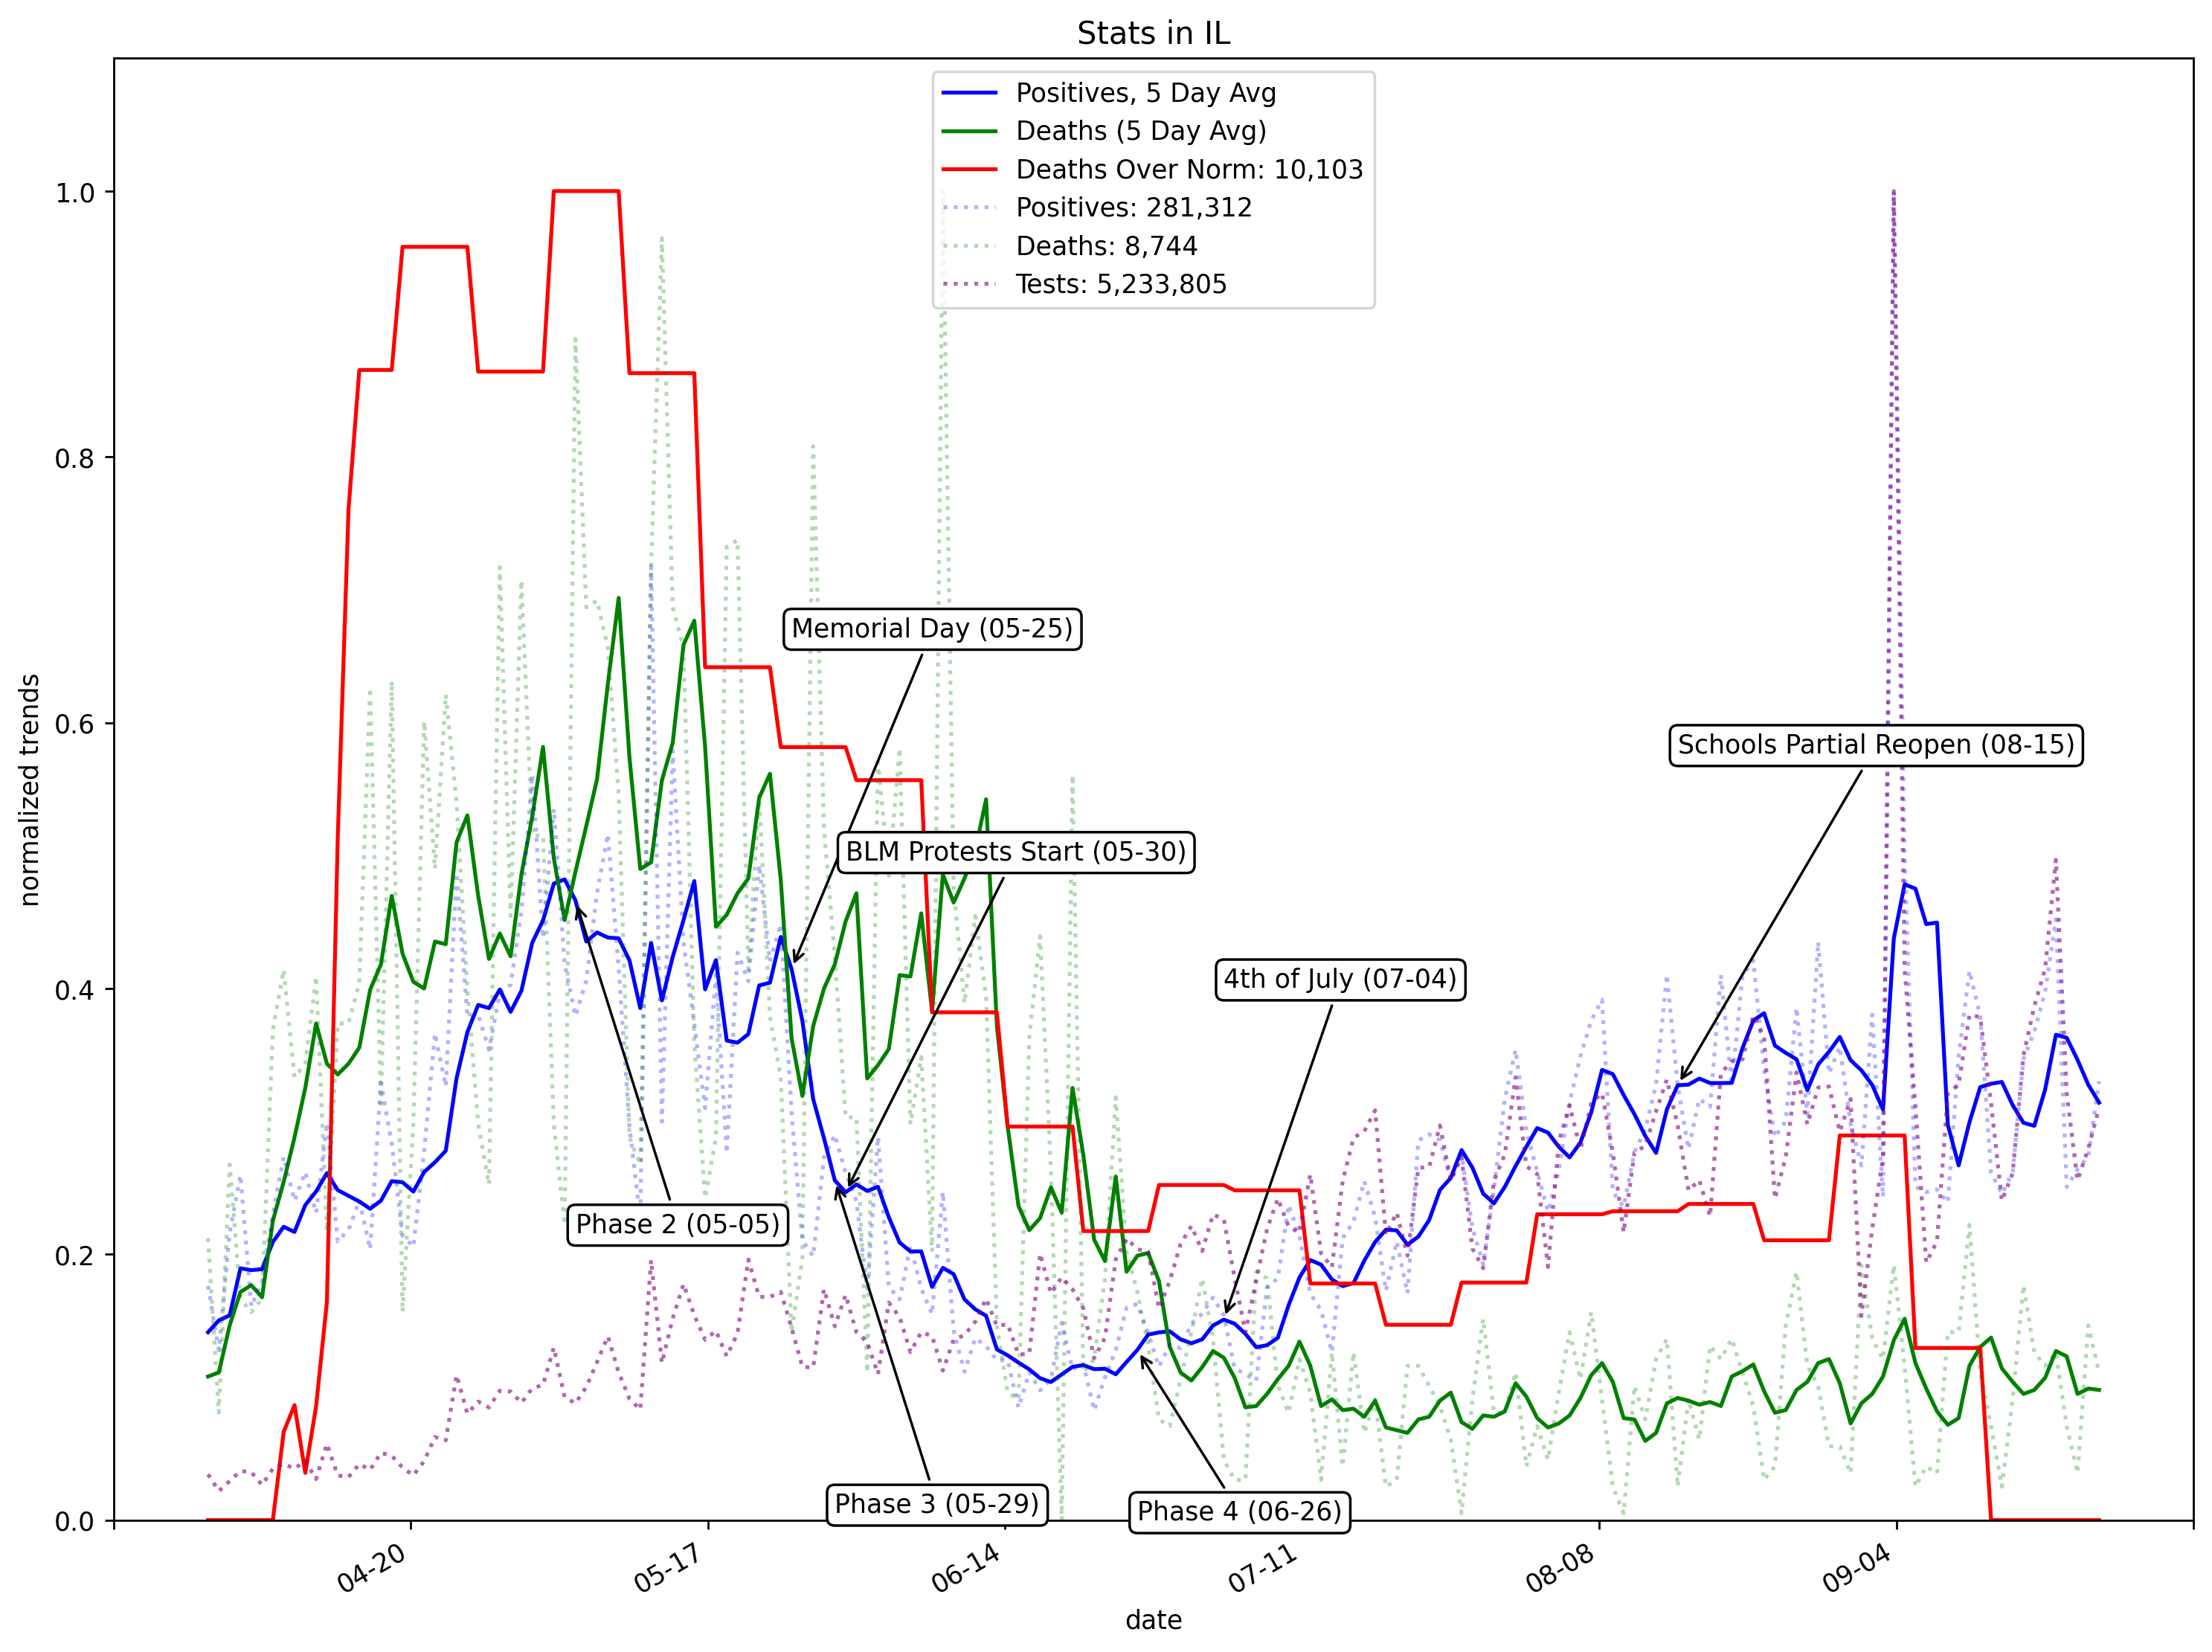 Stats in IL
Positives, 5 Day Avg
Deaths (5 Day Avg)
Deaths Over Norm: 10,103
Positives: 281,312
Deaths: 8,744
Tests: 5,233,805
1.0
0.8
0.6
0.4
0.2
0.0
normalized trends
Memorial Day (05-25)
Schools Partial Reopen (08-15)
BLM Protests Start (05-30)
4th of July (07-04)
Phase 2 (05-05)
Phase 3 (05-29)
Phase 4 (06-26)
04-20
05-17
06-14
07-11
08-08
09-04
date